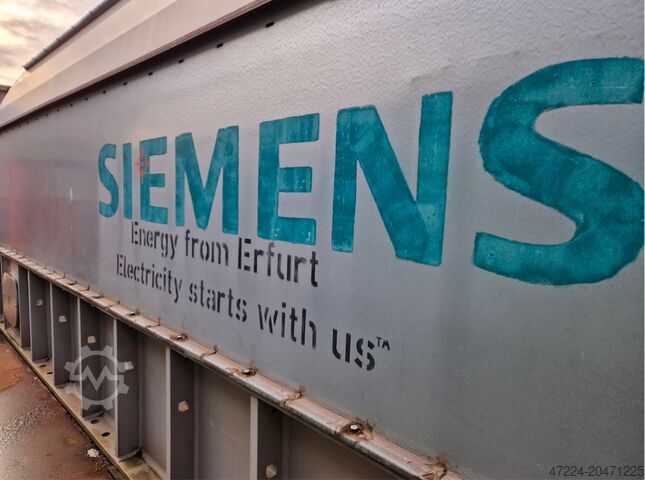 SIEMENS
Energy from Erfurt
Electricity starts with us™
47224-20471225